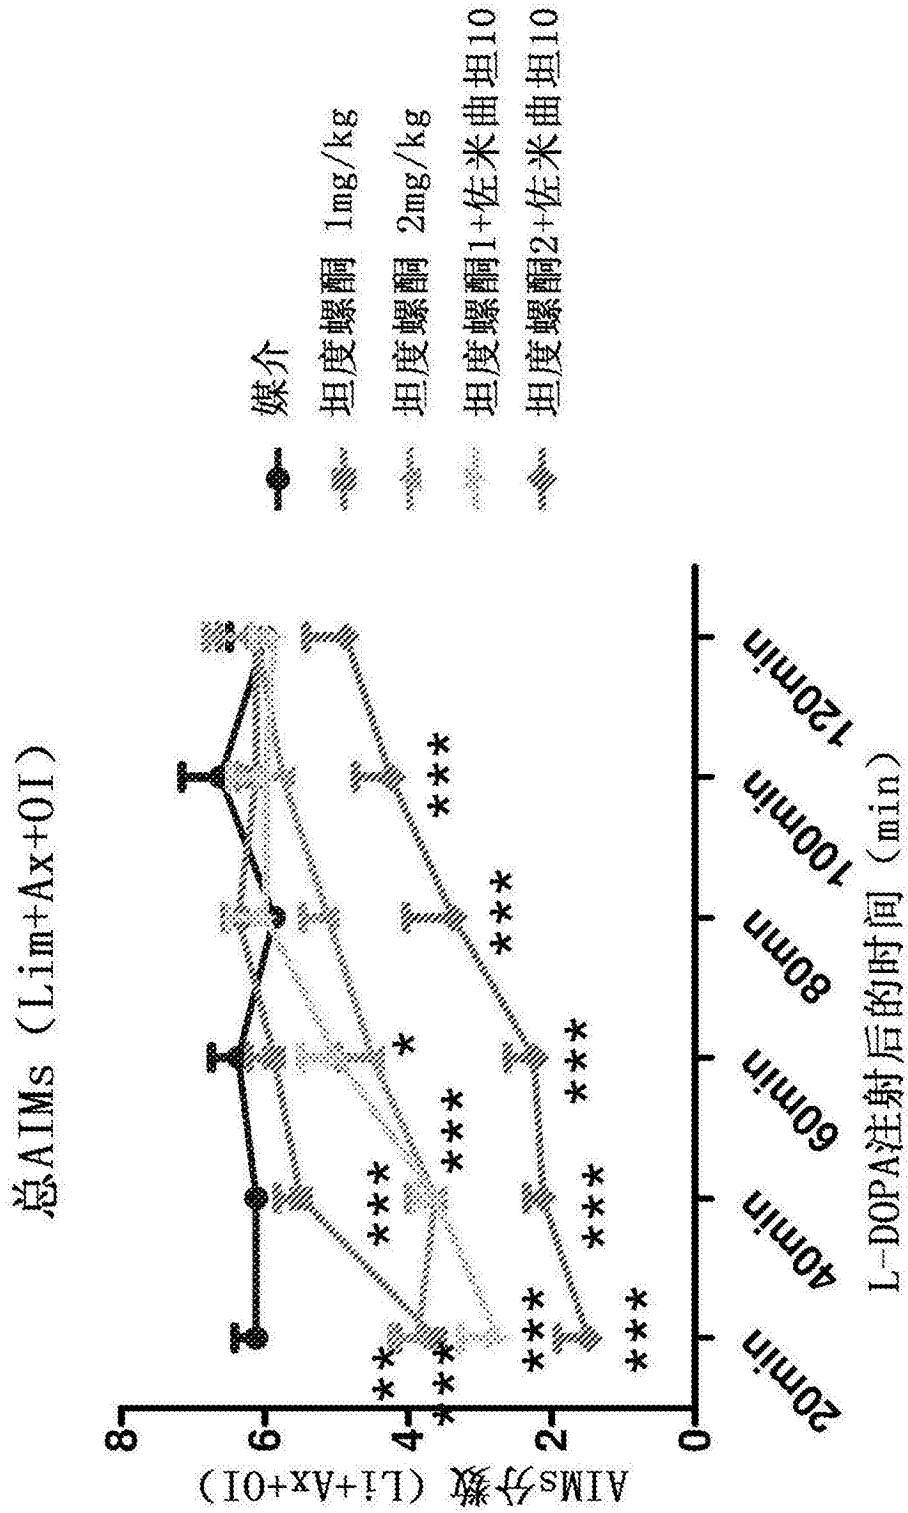 总AIMs (Lim+Ax+OI)
媒介
坦度螺酮 1mg/kg
坦度螺酮 2mg/kg
坦度螺酮1+佐米曲坦10
坦度螺酮2+佐米曲坦10
AIMs分数 (Li+Ax+OI)
8
6
4
2
0
**
***
***
***
***
***
***
*
***
***
***
20min
40min
60min
80mn
100min
120min
L-DOPA注射后的时间 (min)